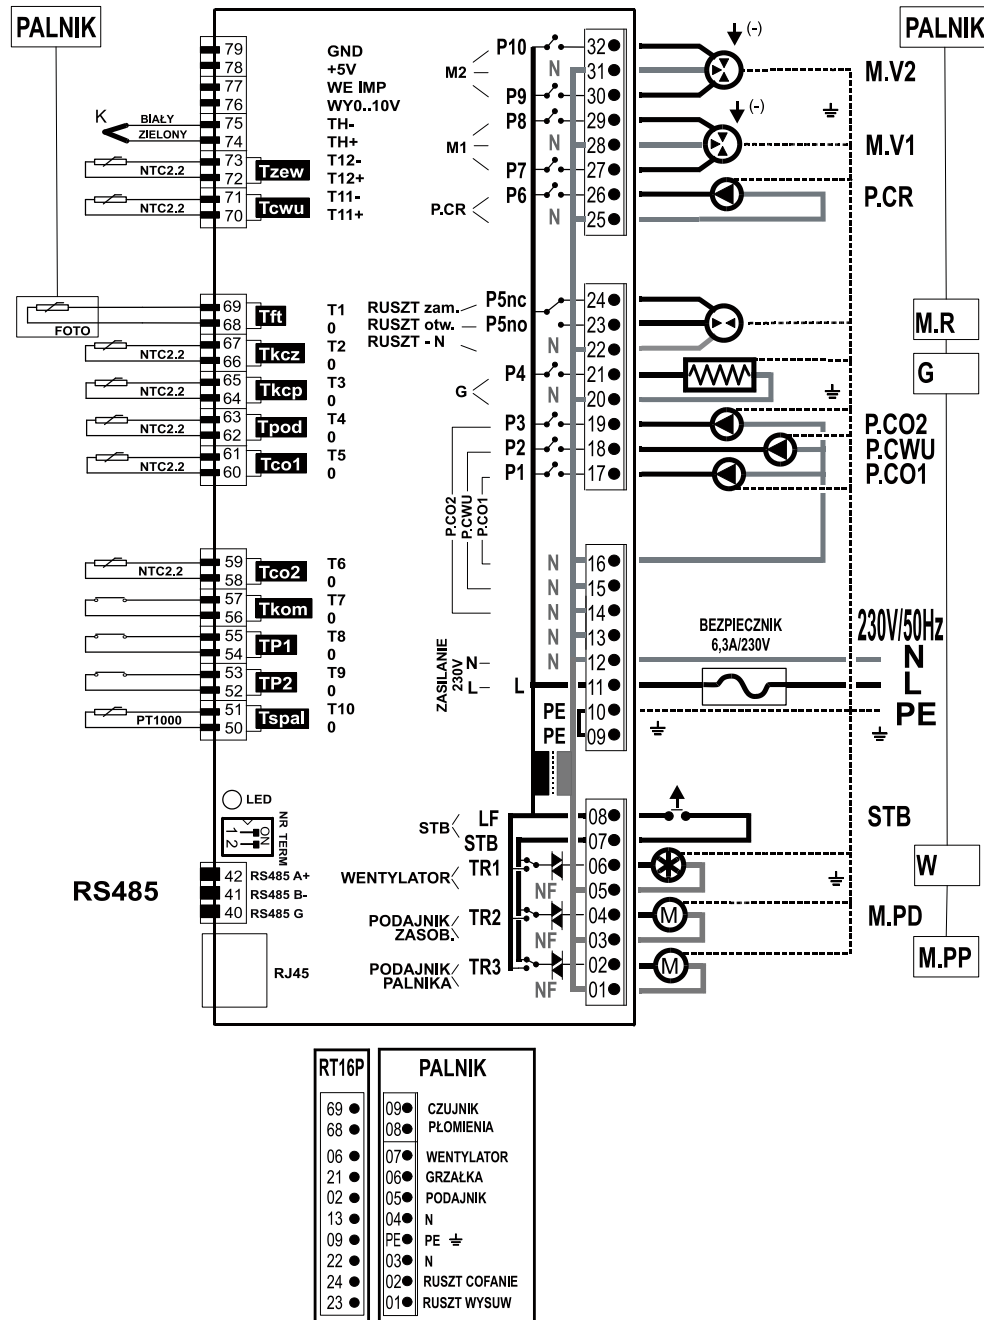 PALNIK
79 GND
78 +5V
77 WE IMP
76 WY0..10V
K BIAŁY 75 TH-
ZIELONY 74 TH+
73 T12-
NTC2.2 72 Tzew T12+
71 T11-
NTC2.2 70 Tcwu T11+
FOTO
69 T1
68 Tft 0
67 T2
NTC2.2 66 Tkcz 0
65 T3
NTC2.2 64 Tkcp 0
63 T4
NTC2.2 62 Tpod 0
61 T5
NTC2.2 60 Tco1 0
59 T6
NTC2.2 58 Tco2 0
57 T7
56 Tkom 0
55 T8
54 TP1 0
53 T9
52 TP2 0
51 T10
PT1000 50 Tspal 0
LED
ON
1 2
NR TERM
RS485
42 RS485 A+
41 RS485 B-
40 RS485 G
RJ45
M2
P10 32 (-)
N 31
P9 30
M.V2
M1
P8 29 (-)
N 28
P7 27
M.V1
P.CR
P6 26
N 25
P.CR
RUSZT zam. P5nc 24
RUSZT otw. P5no 23
RUSZT - N N 22
G
P4 21
N 20
P3 19
P2 18
P1 17
P.CO2
P.CWU
P.CO1
N 16
N 15
N 14
N 13
N 12
ZASILANIE
230V
N
L
L 11
PE 10
PE 09
BEZPIECZNIK
6,3A/230V
230V/50Hz
N
L
PE
STB
LF 08
STB 07
WENTYLATOR TR1 06
NF 05
PODAJNIK
ZASOB.
TR2 04
NF 03
PODAJNIK
PALNIKA
TR3 02
NF 01
M
M
PALNIK
M.R
G
P.CO2
P.CWU
P.CO1
STB
W
M.PD
M.PP
RT16P PALNIK
69 09 CZUJNIK
68 08 PŁOMIENIA
06 07 WENTYLATOR
21 06 GRZAŁKA
02 05 PODAJNIK
13 04 N
09 PE PE
22 03 N
24 02 RUSZT COFANIE
23 01 RUSZT WYSUW